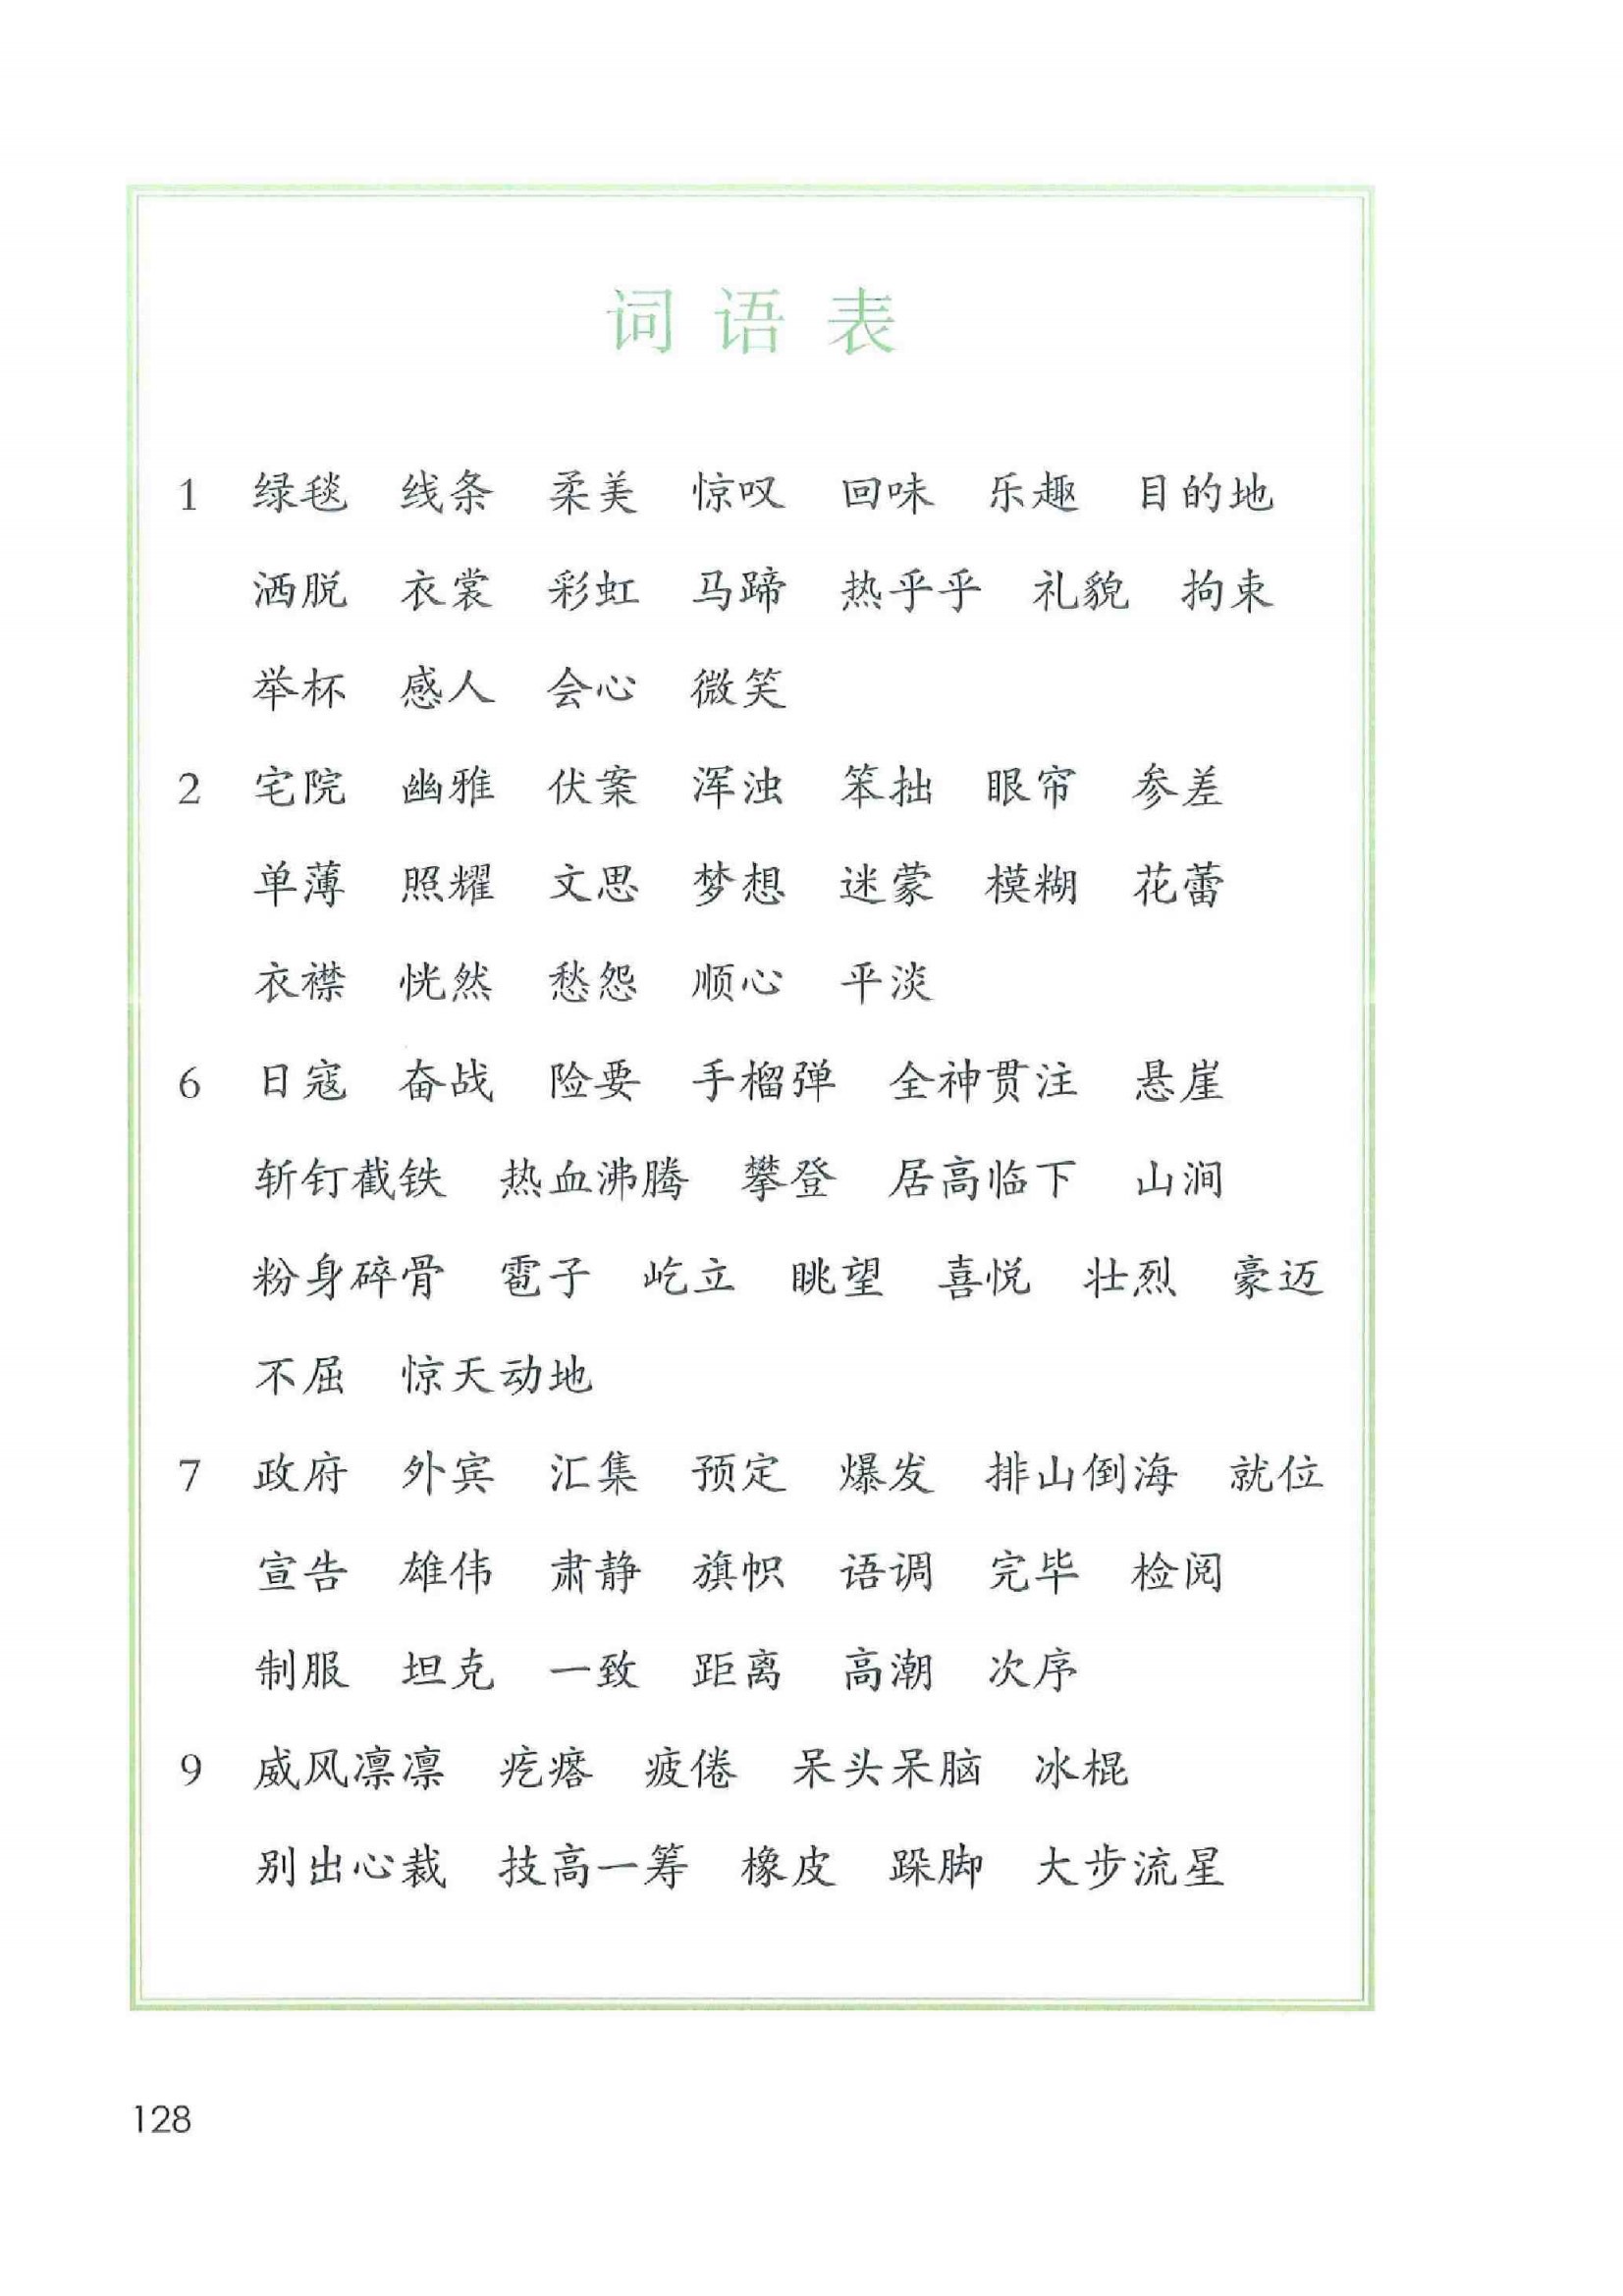 词语表
1 绿毯 线条 柔美 惊叹 回味 乐趣 目的地
洒脱 衣裳 彩虹 马蹄 热乎乎 礼貌 拘束
举杯 感人 会心 微笑
2 宅院 幽雅 伏案 浑浊 笨拙 眼帘 参差
单薄 照耀 文思 梦想 迷蒙 模糊 花蕾
衣襟 恍然 愁怨 顺心 平淡
6 日寇 奋战 险要 手榴弹 全神贯注 悬崖
斩钉截铁 热血沸腾 攀登 居高临下 山涧
粉身碎骨 雹子 屹立 眺望 喜悦 壮烈 豪迈
不屈 惊天动地
7 政府 外宾 汇集 预定 爆发 排山倒海 就位
宣告 雄伟 肃静 旗帜 语调 完毕 检阅
制服 坦克 一致 距离 高潮 次序
9 威风凛凛 疙瘩 疲倦 呆头呆脑 冰棍
别出心裁 技高一筹 橡皮 跺脚 大步流星
128